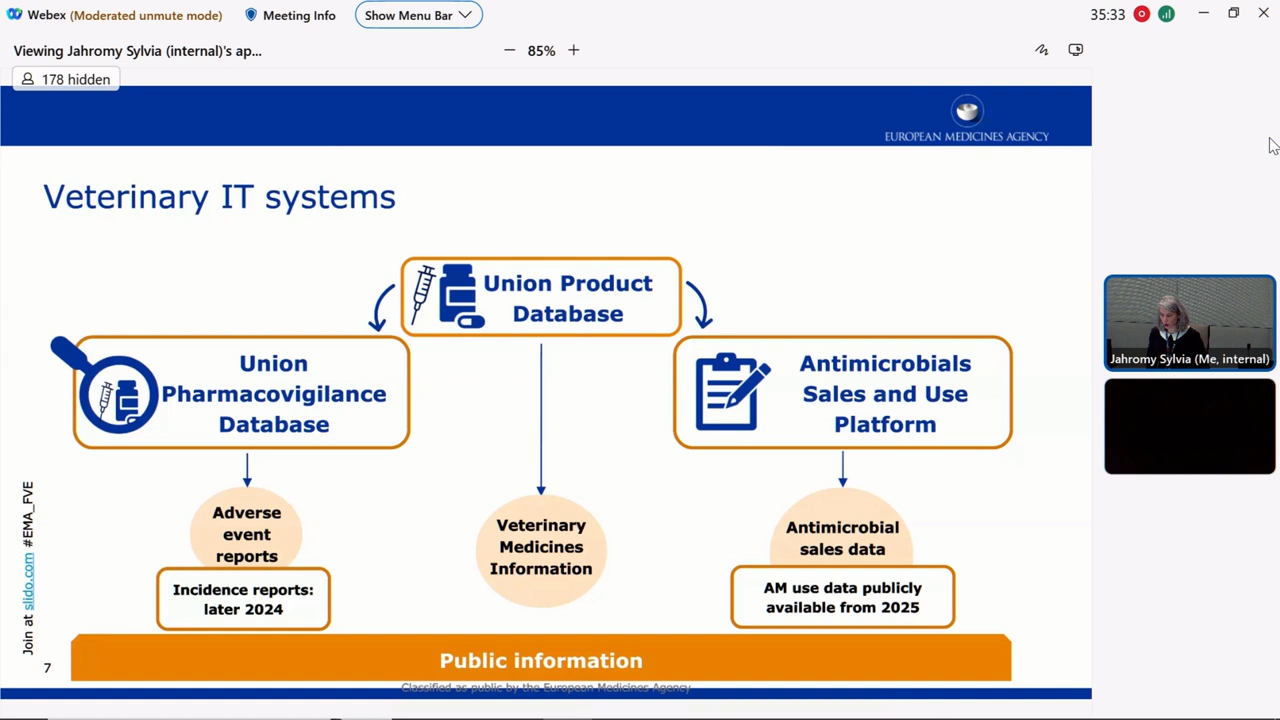 Webex (Moderated unmute mode) Meeting Info Show Menu Bar 35:33
Viewing Jahromy Sylvia (internal)'s ap... 85%
178 hidden
EUROPEAN MEDICINES AGENCY
Veterinary IT systems
Union Product
Database
Union
Pharmacovigilance
Database
Antimicrobials
Sales and Use
Platform
Adverse
event
reports
Incidence reports:
later 2024
Veterinary
Medicines
Information
Antimicrobial
sales data
AM use data publicly
available from 2025
Public information
Classified as public by the European Medicines Agency
7
Join at slido.com #EMA_FVE
Jahromy Sylvia (Me, internal)